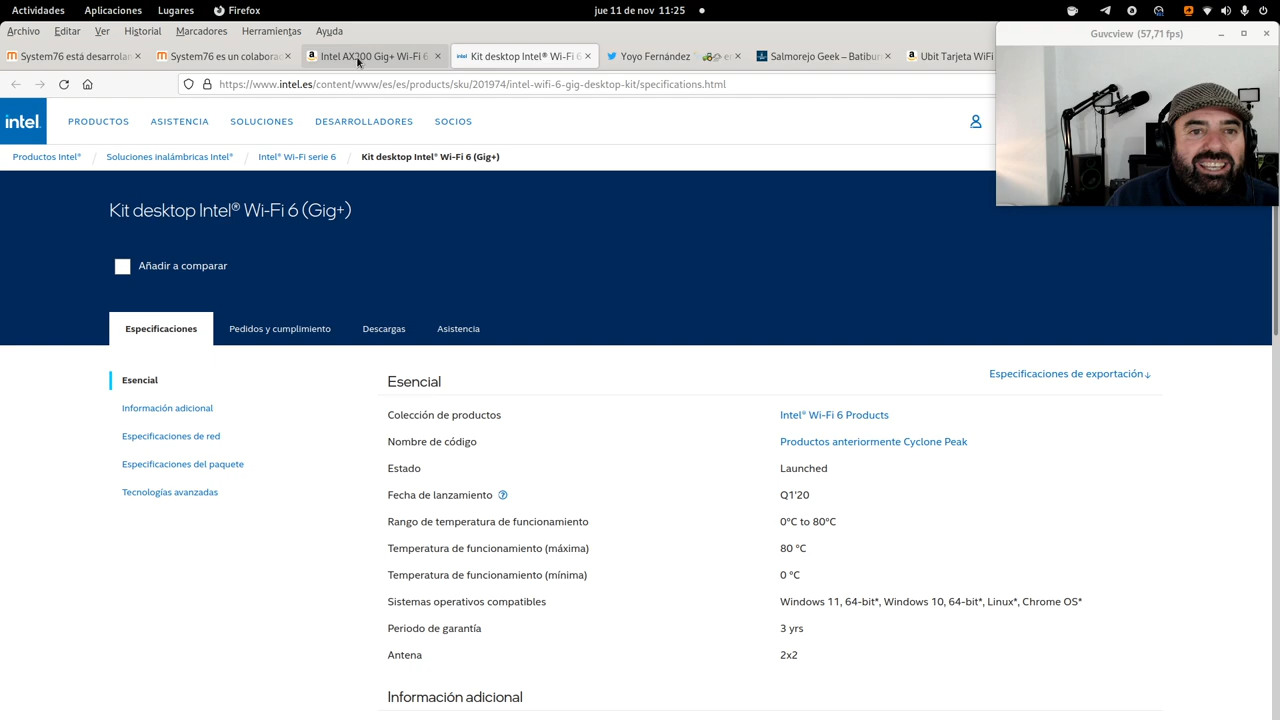 Actividades Aplicaciones Lugares Firefox jue 11 de nov 11:25
Archivo Editar Ver Historial Marcadores Herramientas Ayuda
Guvcview (57,71 fps)
System76 está desarrolla
System76 es un colabora
Intel AX200 Gig+ Wi-Fi 6
Kit desktop Intel® Wi-Fi 6
Yoyo Fernández
Salmorejo Geek – Batibur
Ubit Tarjeta WiFi
https://www.intel.es/content/www/es/es/products/sku/201974/intel-wifi-6-gig-desktop-kit/specifications.html
intel. PRODUCTOS ASISTENCIA SOLUCIONES DESARROLLADORES SOCIOS
Productos Intel® / Soluciones inalámbricas Intel® / Intel® Wi-Fi serie 6 / Kit desktop Intel® Wi-Fi 6 (Gig+)
Kit desktop Intel® Wi-Fi 6 (Gig+)
Añadir a comparar
Especificaciones Pedidos y cumplimiento Descargas Asistencia
Esencial
Información adicional
Especificaciones de red
Especificaciones del paquete
Tecnologías avanzadas
Especificaciones de exportación↓
Esencial
Colección de productos Intel® Wi-Fi 6 Products
Nombre de código Productos anteriormente Cyclone Peak
Estado Launched
Fecha de lanzamiento Q1'20
Rango de temperatura de funcionamiento 0°C to 80°C
Temperatura de funcionamiento (máxima) 80 °C
Temperatura de funcionamiento (mínima) 0 °C
Sistemas operativos compatibles Windows 11, 64-bit*, Windows 10, 64-bit*, Linux*, Chrome OS*
Periodo de garantía 3 yrs
Antena 2x2
Información adicional